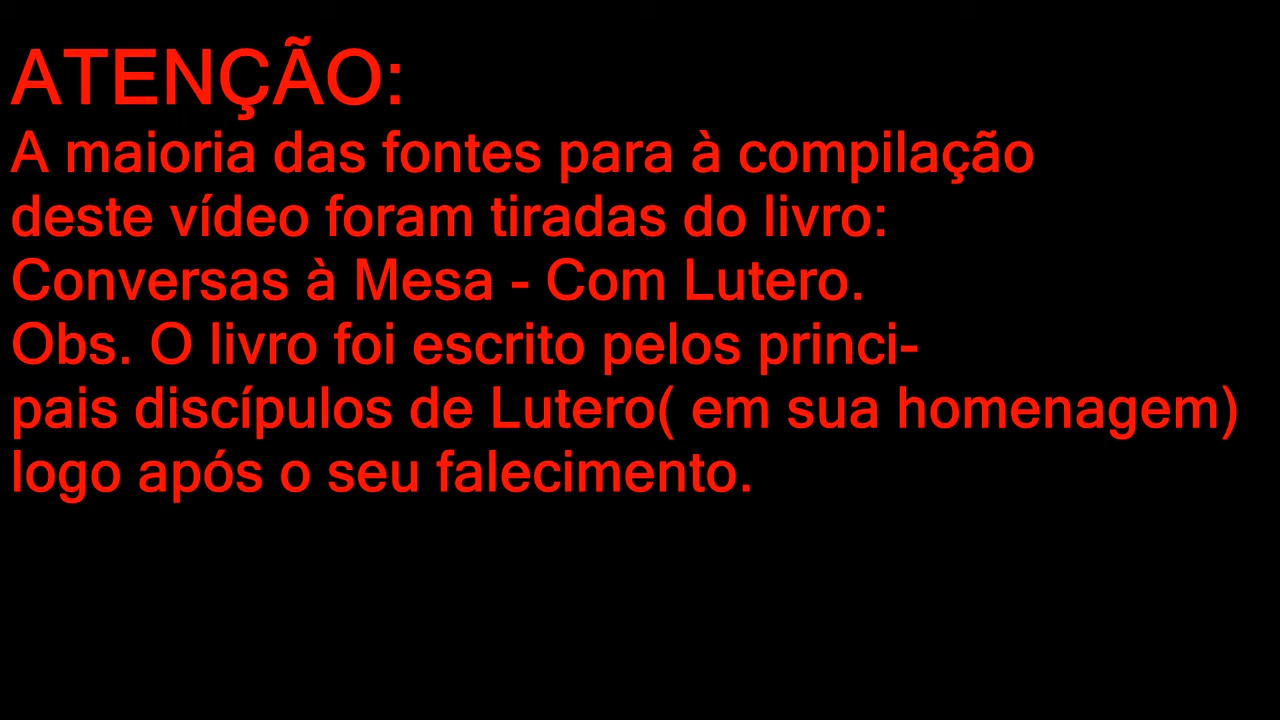 ATENÇÃO:
A maioria das fontes para à compilação
deste vídeo foram tiradas do livro:
Conversas à Mesa - Com Lutero.
Obs. O livro foi escrito pelos princi-
pais discípulos de Lutero( em sua homenagem)
logo após o seu falecimento.